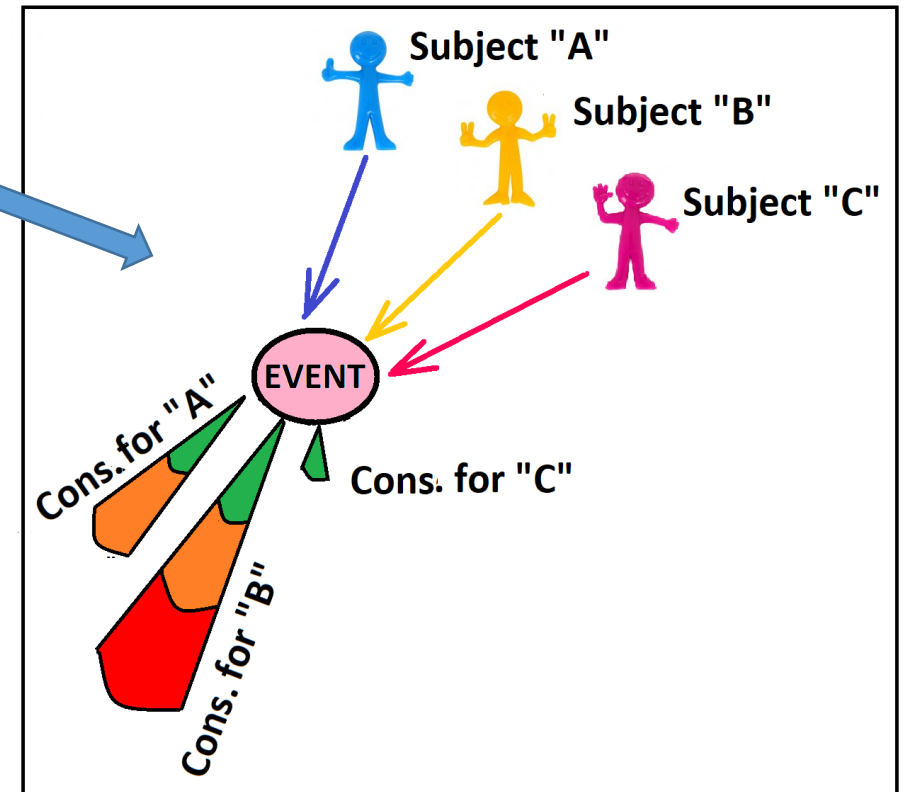 Subject "A"
Subject "B"
Subject "C"
EVENT
Cons. for "A"
Cons. for "C"
Cons. for "B"